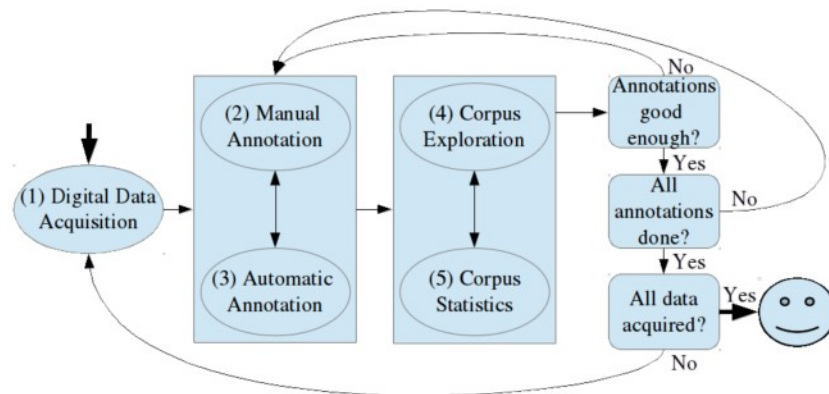 (1) Digital Data
Acquisition
(2) Manual
Annotation
(3) Automatic
Annotation
(4) Corpus
Exploration
(5) Corpus
Statistics
No
Annotations
good
enough?
Yes
All
annotations
done?
No
Yes
All data
acquired?
Yes
No